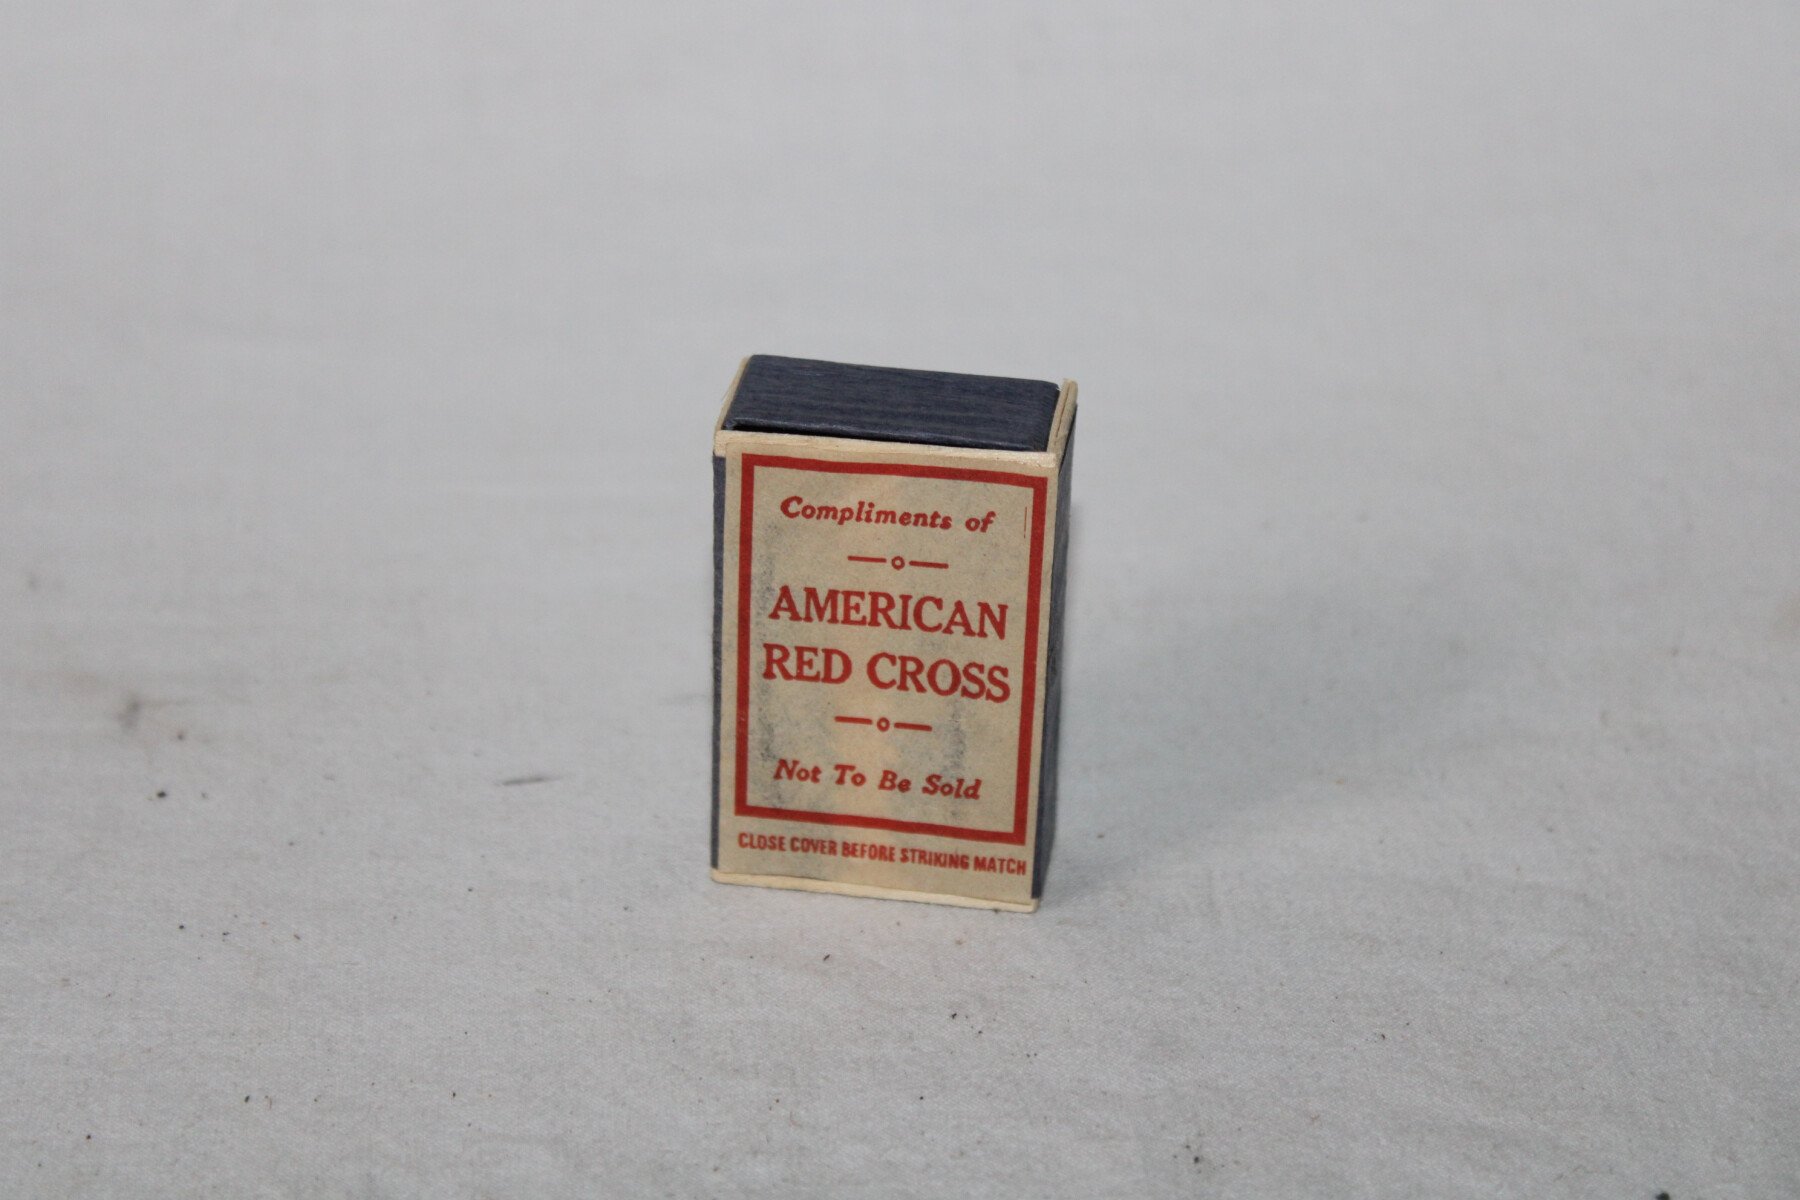 Compliments of
AMERICAN
RED CROSS
Not To Be Sold
CLOSE COVER BEFORE STRIKING MATCH